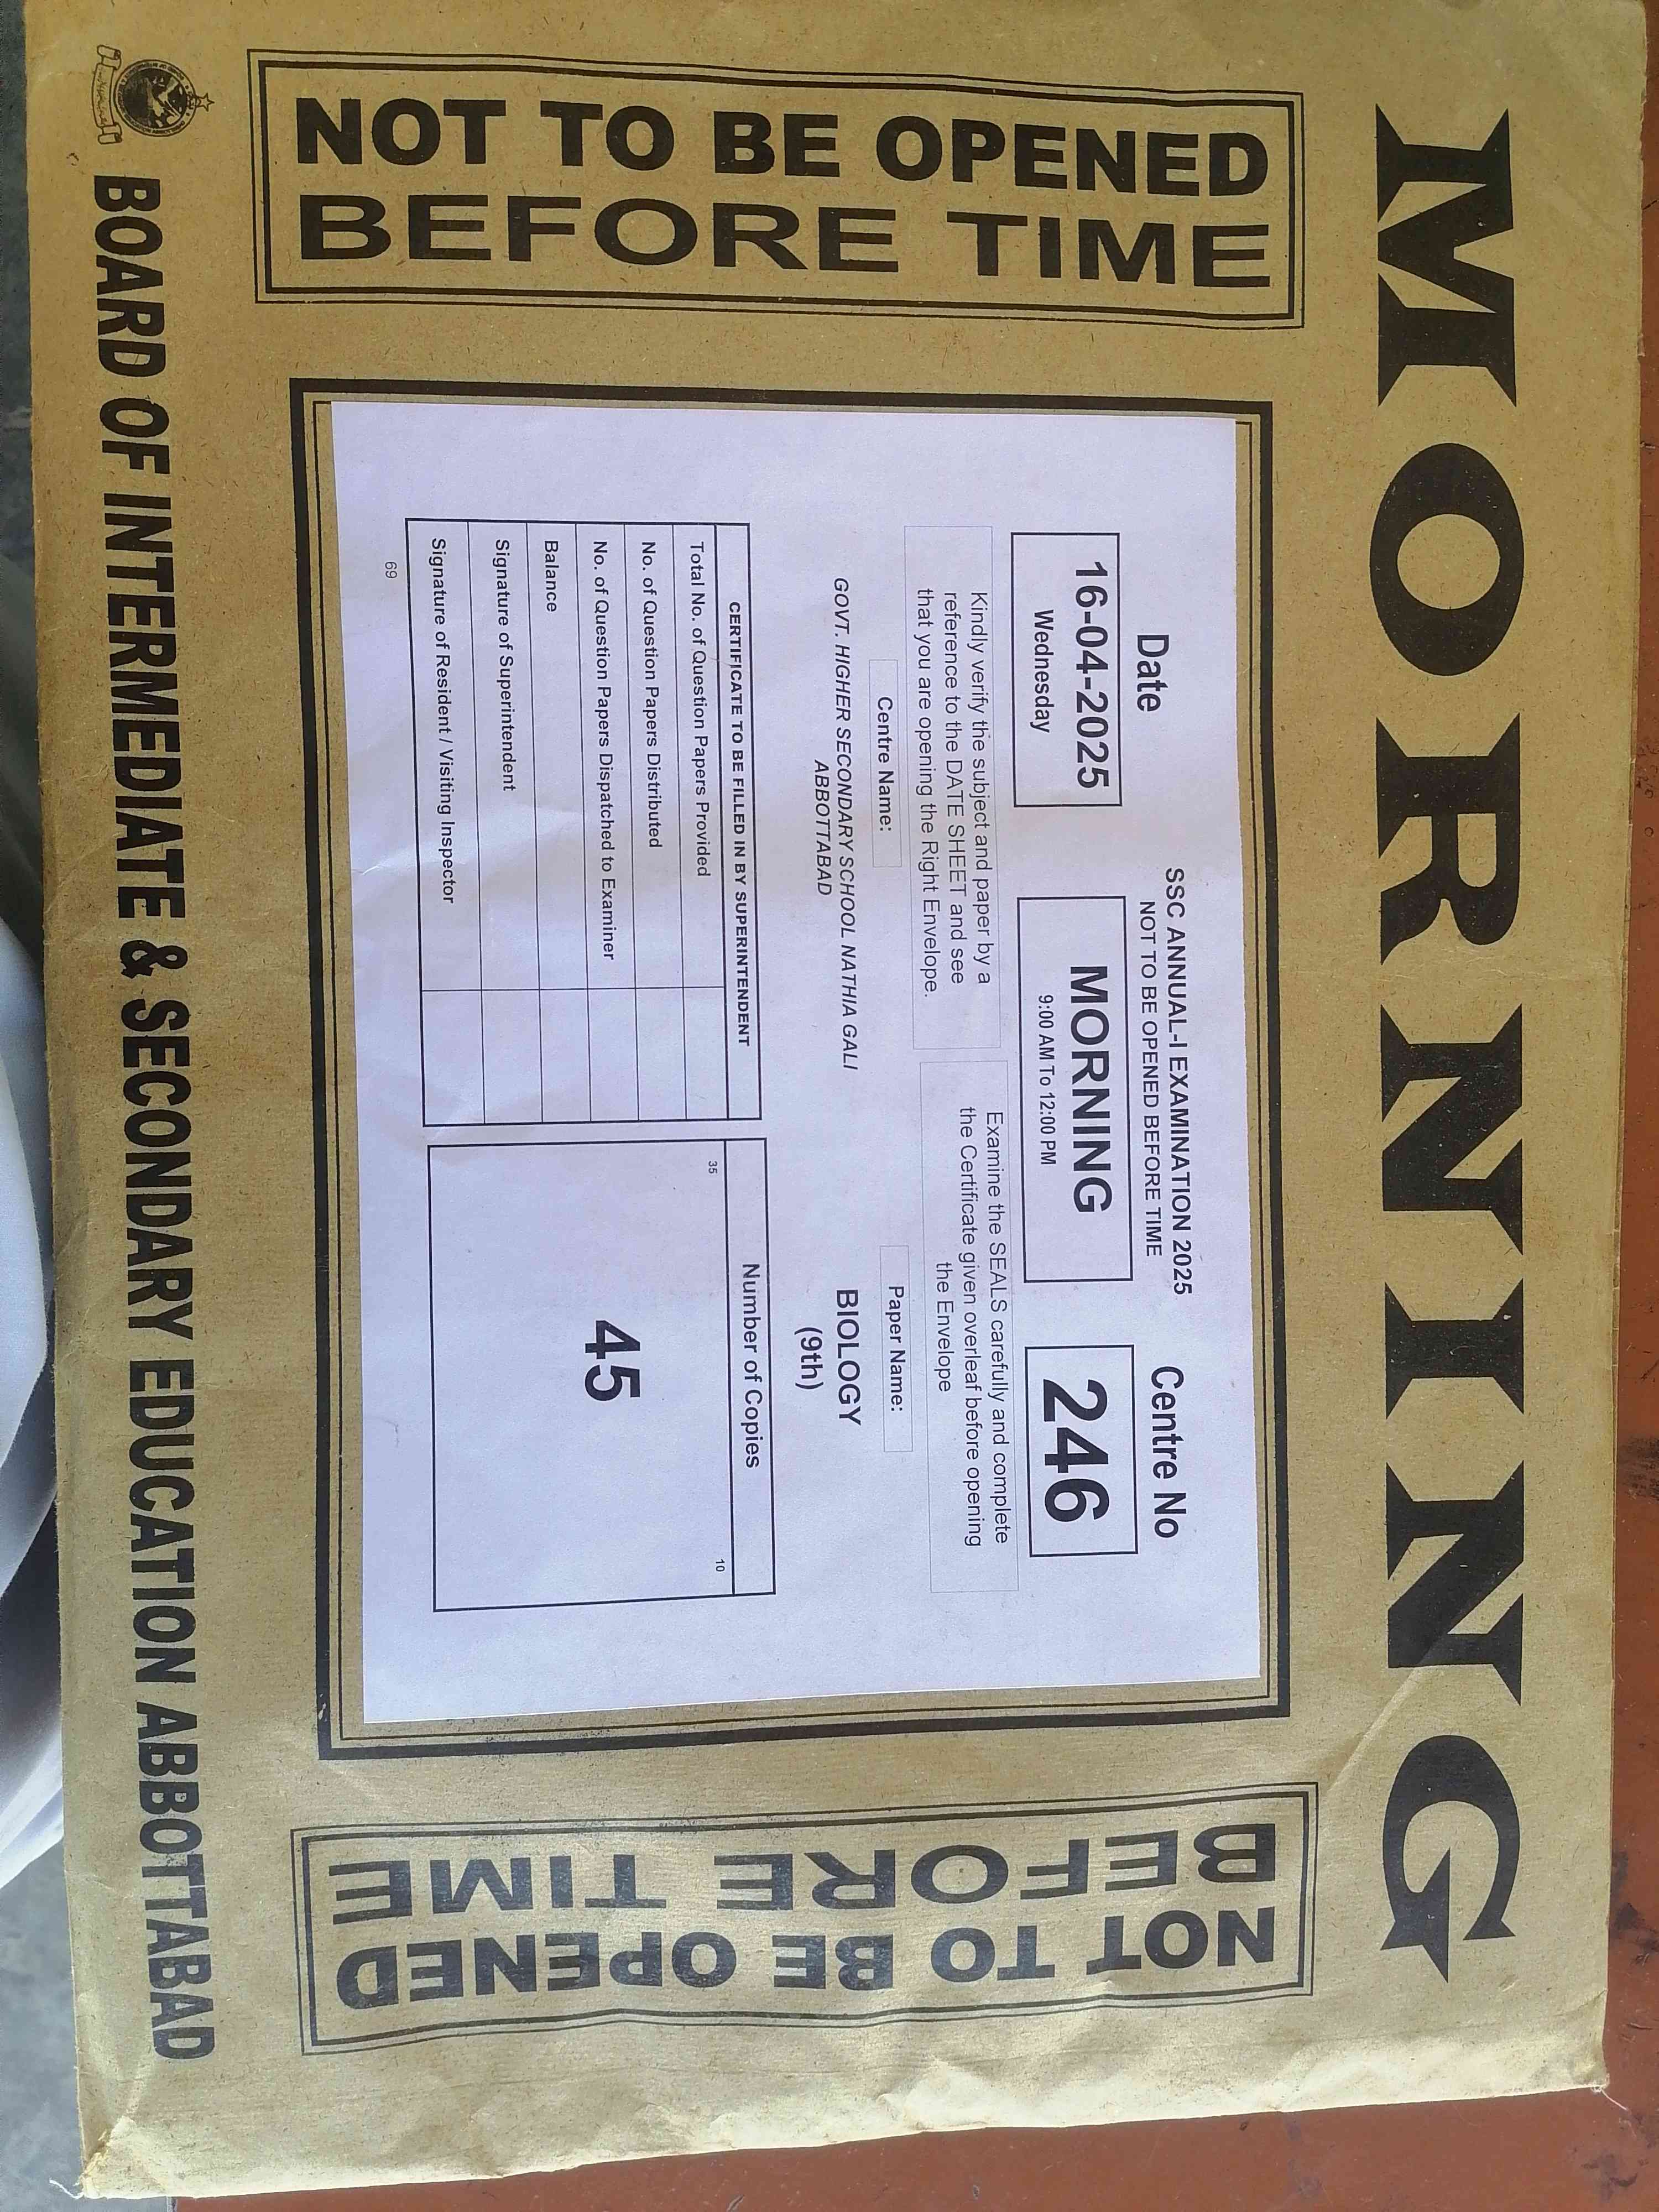 MORNING
NOT TO BE OPENED
BEFORE TIME
SSC ANNUAL-I EXAMINATION 2025
NOT TO BE OPENED BEFORE TIME
Date
16-04-2025
Wednesday
MORNING
9:00 AM To 12:00 PM
Centre No
246
Kindly verify the subject and paper by a
reference to the DATE SHEET and see
that you are opening the Right Envelope.
Examine the SEALS carefully and complete
the Certificate given overleaf before opening
the Envelope
Centre Name:
GOVT. HIGHER SECONDARY SCHOOL NATHIA GALI
ABBOTTABAD
Paper Name:
BIOLOGY
(9th)
CERTIFICATE TO BE FILLED IN BY SUPERINTENDENT
Total No. of Question Papers Provided
No. of Question Papers Distributed
No. of Question Papers Dispatched to Examiner
Balance
Signature of Superintendent
Signature of Resident / Visiting Inspector
69
Number of Copies
35
10
45
NOT TO BE OPENED
BEFORE TIME
BOARD OF INTERMEDIATE & SECONDARY EDUCATION ABBOTTABAD